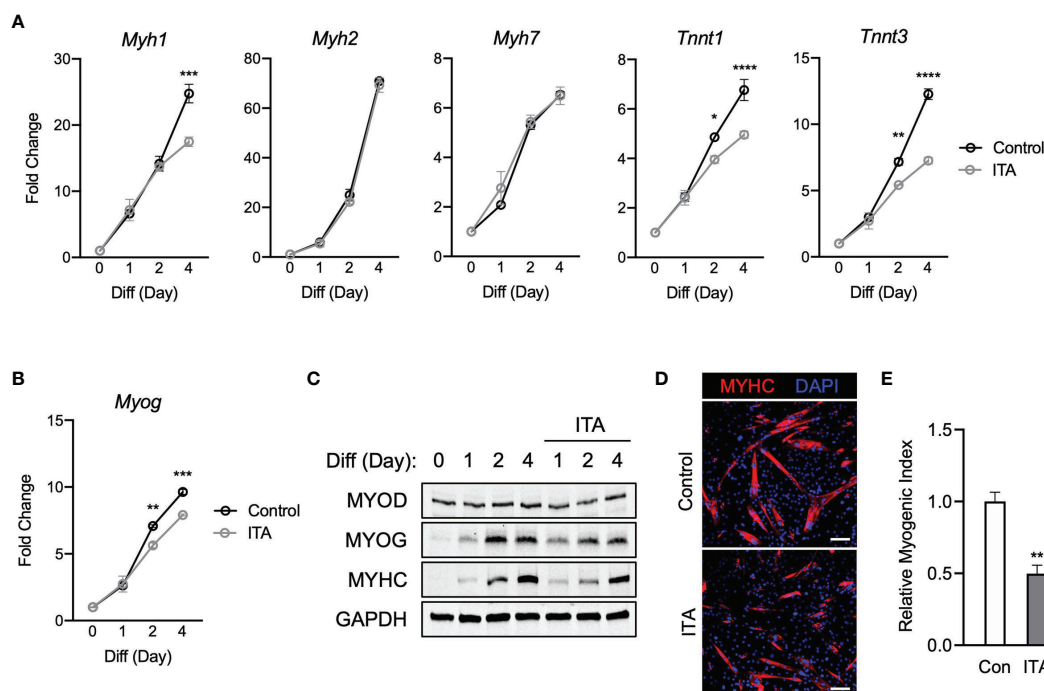 A
Myh1
Myh2
Myh7
Tnnt1
Tnnt3
Fold Change
30
20
10
0
***
0 1 2 4
Diff (Day)
80
60
40
20
0
0 1 2 4
Diff (Day)
8
6
4
2
0
0 1 2 4
Diff (Day)
8
6
4
2
0
*
****
0 1 2 4
Diff (Day)
15
10
5
0
**
****
0 1 2 4
Diff (Day)
Control
ITA
B
Myog
Fold Change
15
10
5
0
**
***
0 1 2 4
Diff (Day)
Control
ITA
C
ITA
Diff (Day): 0 1 2 4 1 2 4
MYOD
MYOG
MYHC
GAPDH
D
MYHC DAPI
Control
ITA
E
Relative Myogenic Index
1.5
1.0
0.5
0.0
Con ITA